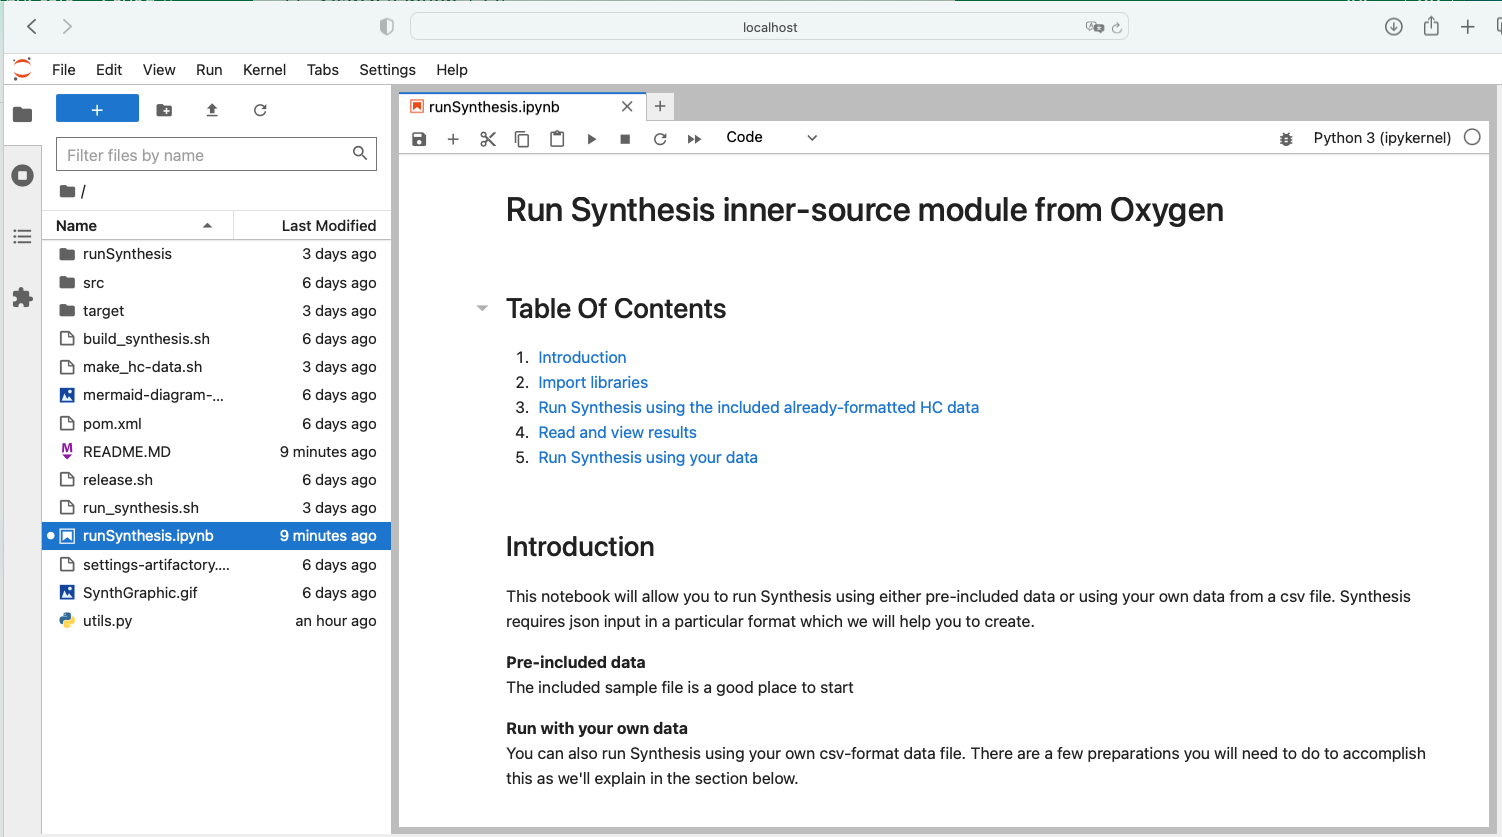 localhost
File Edit View Run Kernel Tabs Settings Help
+
Filter files by name
/
Name Last Modified
runSynthesis 3 days ago
src 6 days ago
target 3 days ago
build_synthesis.sh 6 days ago
make_hc-data.sh 3 days ago
mermaid-diagram-... 6 days ago
pom.xml 6 days ago
README.MD 9 minutes ago
release.sh 6 days ago
run_synthesis.sh 3 days ago
runSynthesis.ipynb 9 minutes ago
settings-artifactory.... 6 days ago
SynthGraphic.gif 6 days ago
utils.py an hour ago
runSynthesis.ipynb
Code
Python 3 (ipykernel)
Run Synthesis inner-source module from Oxygen
Table Of Contents
1. Introduction
2. Import libraries
3. Run Synthesis using the included already-formatted HC data
4. Read and view results
5. Run Synthesis using your data
Introduction
This notebook will allow you to run Synthesis using either pre-included data or using your own data from a csv file. Synthesis
requires json input in a particular format which we will help you to create.
Pre-included data
The included sample file is a good place to start
Run with your own data
You can also run Synthesis using your own csv-format data file. There are a few preparations you will need to do to accomplish
this as we'll explain in the section below.